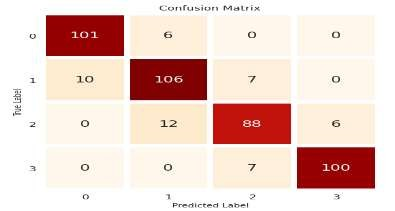 Confusion Matrix
0 101 6 0 0
1 10 106 7 0
True Label
2 0 12 88 6
3 0 0 7 100
0 1 2 3
Predicted Label